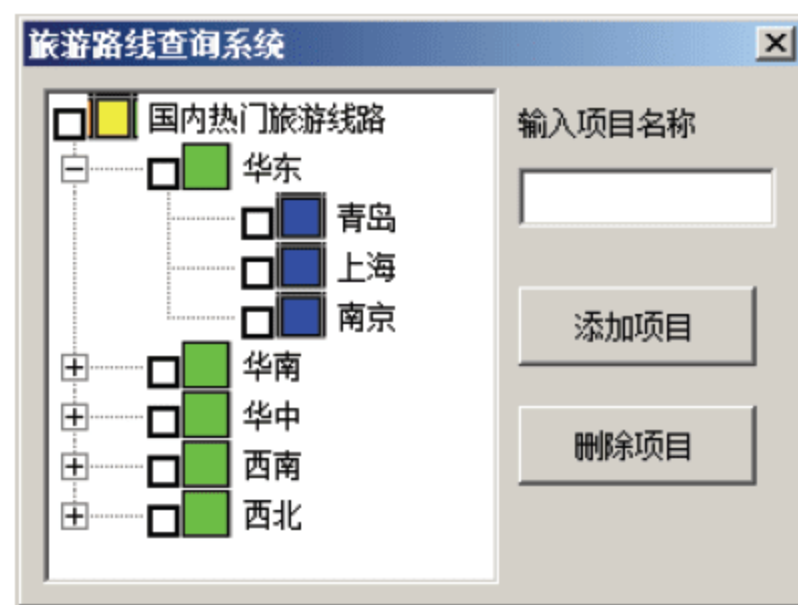 旅游路线查询系统
国内热门旅游线路
华东
青岛
上海
南京
华南
华中
西南
西北
输入项目名称
添加项目
删除项目